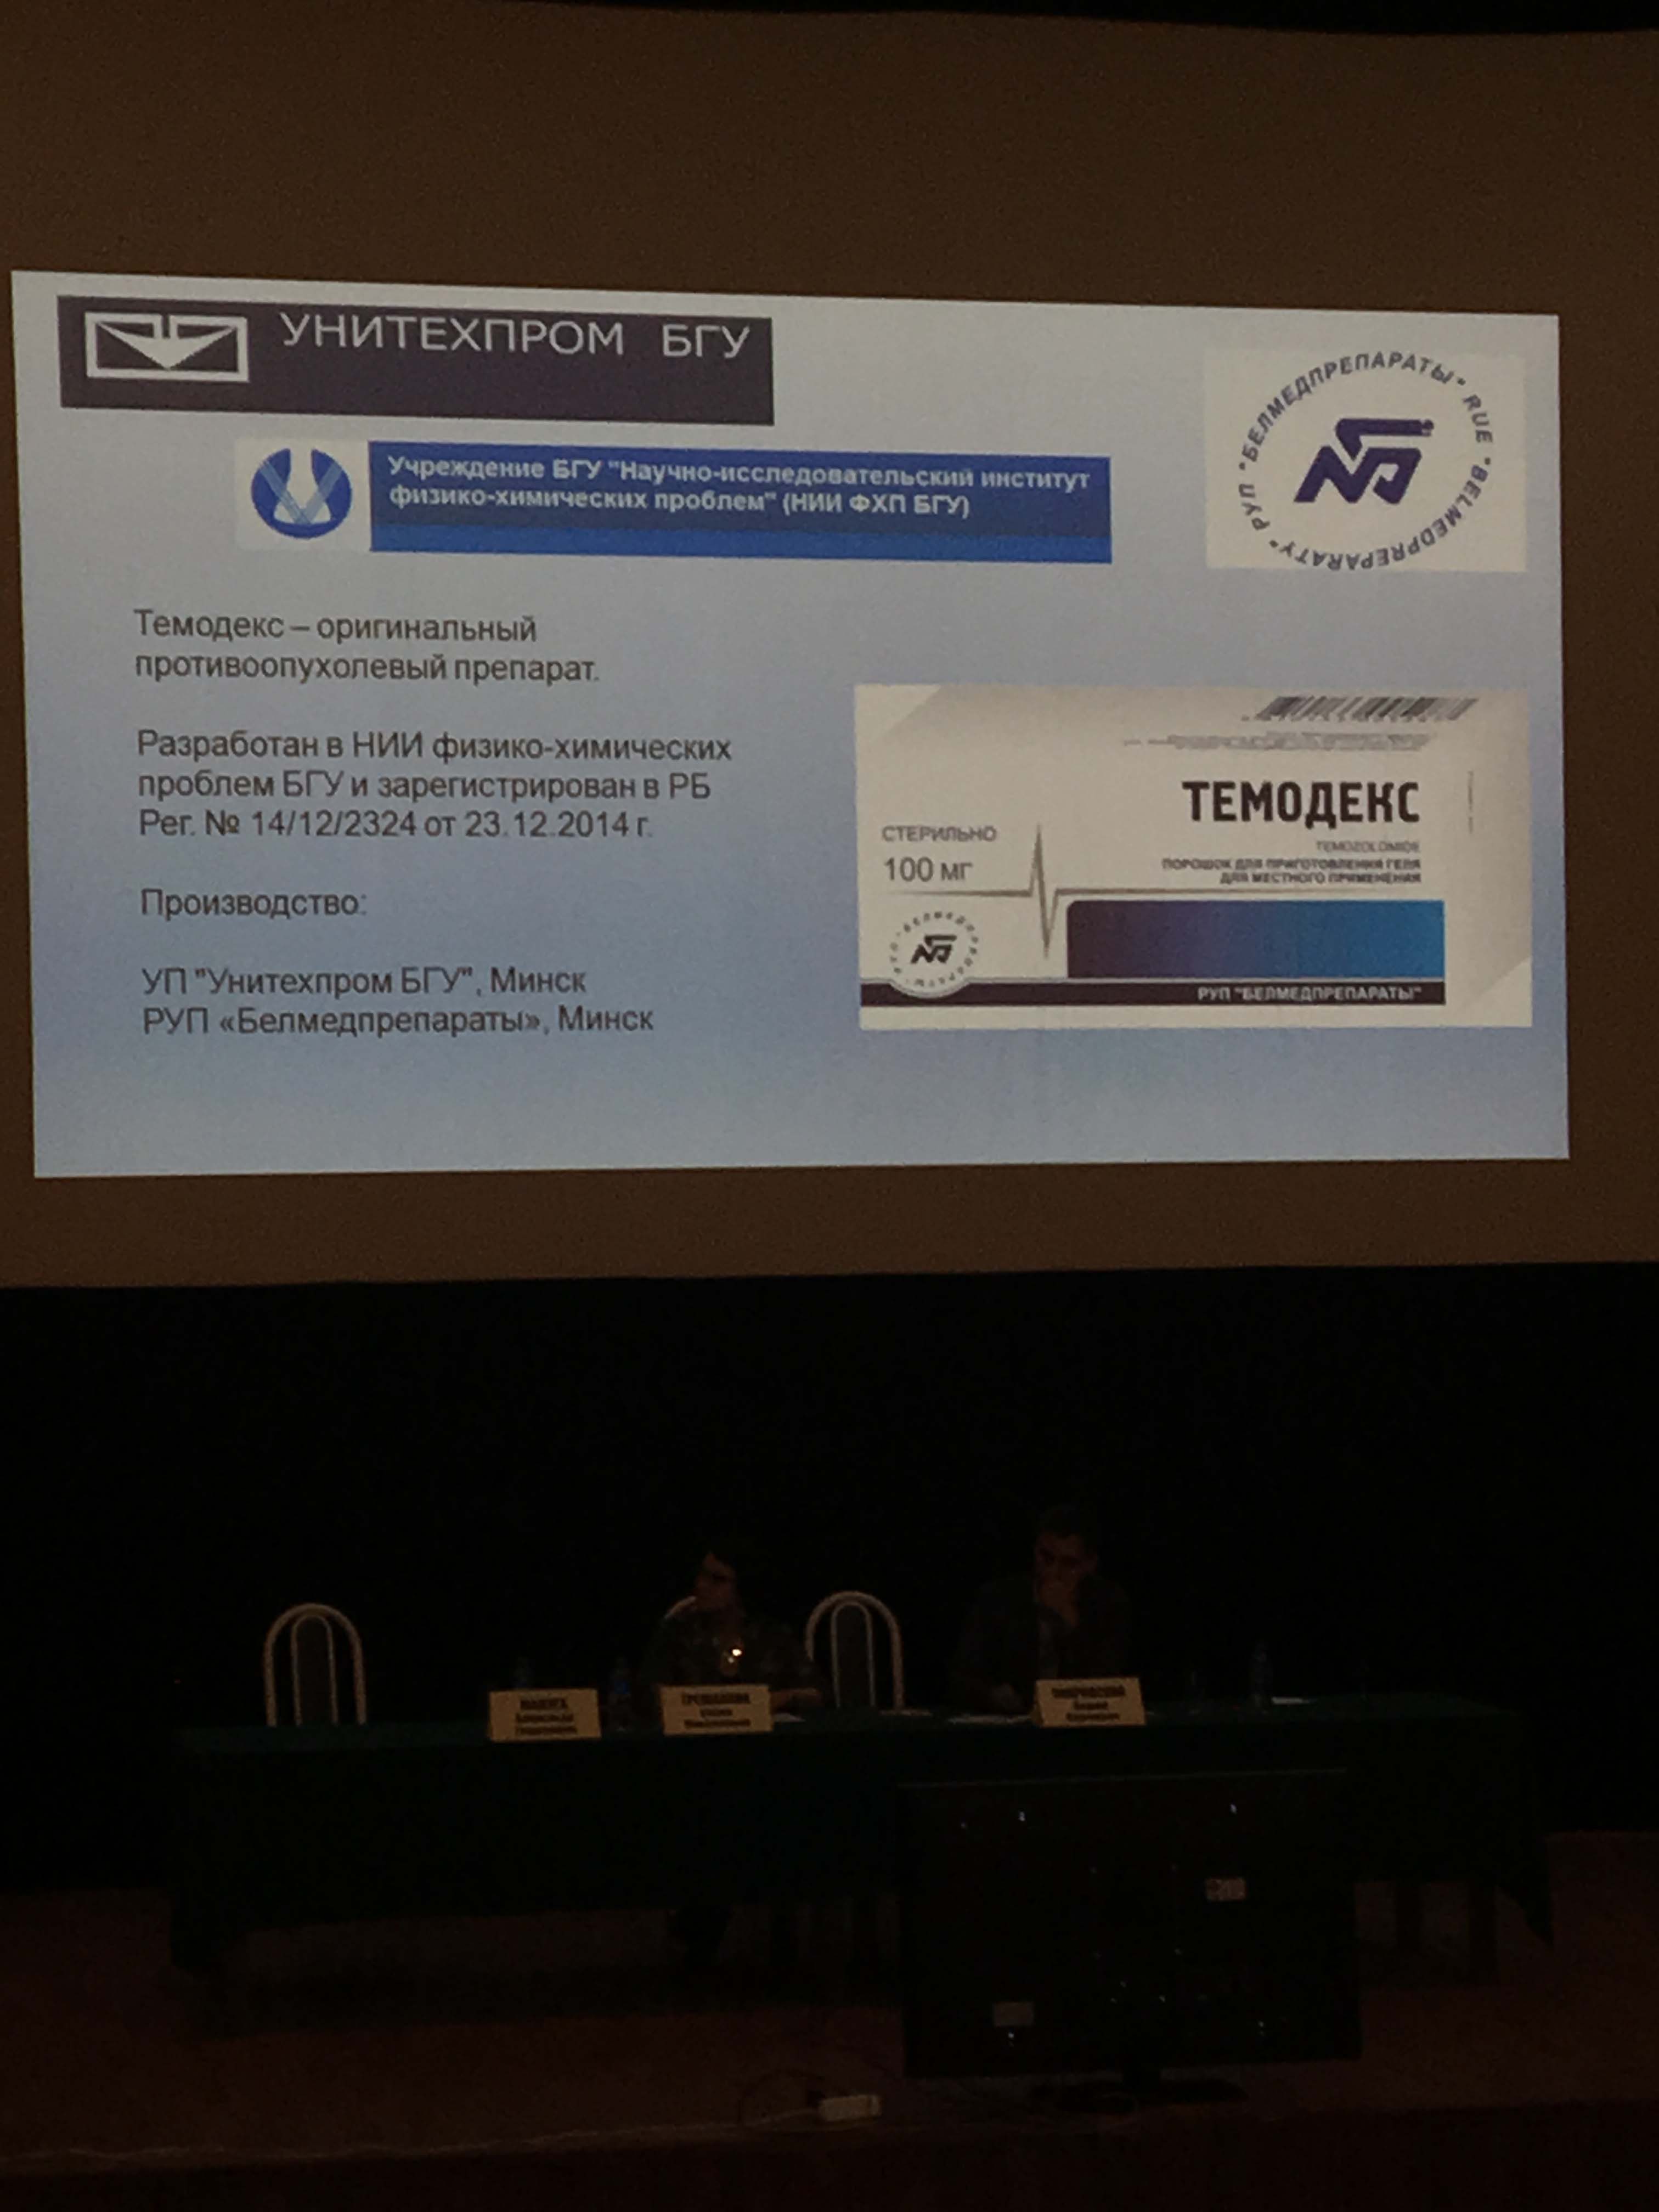 УНИТЕХПРОМ БГУ
РУП "БЕЛМЕДПРЕПАРАТЫ" RUE "BELMEDPREPARATY"
Учреждение БГУ "Научно-исследовательский институт
физико-химических проблем" (НИИ ФХП БГУ)
Темодекс – оригинальный
противоопухолевый препарат.
Разработан в НИИ физико-химических
проблем БГУ и зарегистрирован в РБ
Рег. № 14/12/2324 от 23.12.2014 г.
Производство:
УП "Унитехпром БГУ", Минск
РУП «Белмедпрепараты», Минск
ТЕМОДЕКС
TEMOZOLOMIDE
ПОРОШОК ДЛЯ ПРИГОТОВЛЕНИЯ ГЕЛЯ
ДЛЯ МЕСТНОГО ПРИМЕНЕНИЯ
СТЕРИЛЬНО
100 МГ
РУП "БЕЛМЕДПРЕПАРАТЫ"